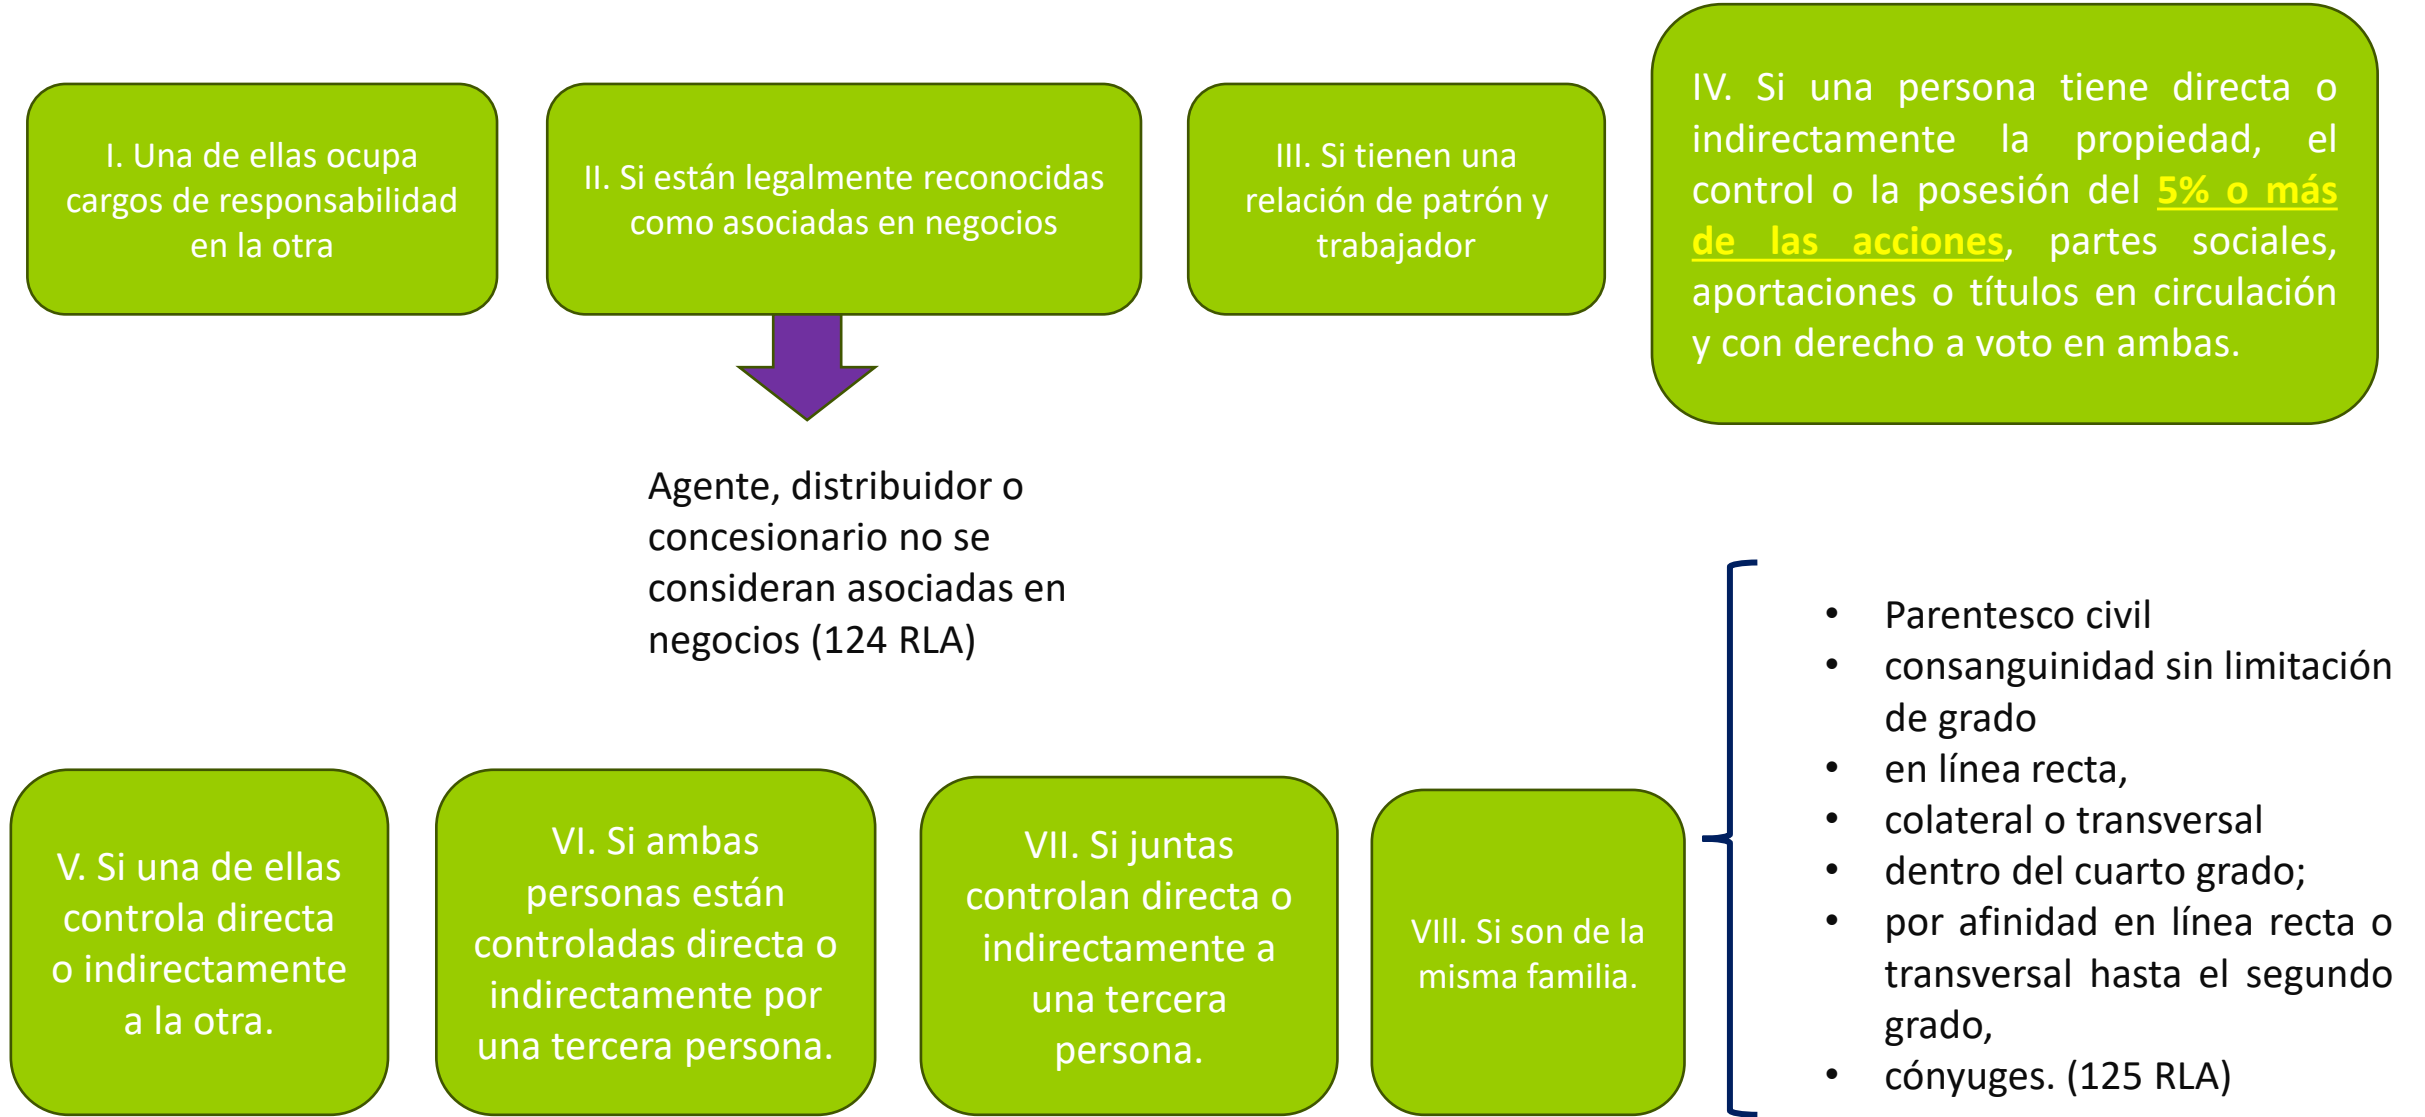 I. Una de ellas ocupa
cargos de responsabilidad
en la otra
II. Si están legalmente reconocidas
como asociadas en negocios
III. Si tienen una
relación de patrón y
trabajador
IV. Si una persona tiene directa o
indirectamente la propiedad, el
control o la posesión del 5% o más
de las acciones, partes sociales,
aportaciones o títulos en circulación
y con derecho a voto en ambas.
Agente, distribuidor o
concesionario no se
consideran asociadas en
negocios (124 RLA)
V. Si una de ellas
controla directa
o indirectamente
a la otra.
VI. Si ambas
personas están
controladas directa o
indirectamente por
una tercera persona.
VII. Si juntas
controlan directa o
indirectamente a
una tercera
persona.
VIll. Si son de la
misma familia.
• Parentesco civil
• consanguinidad sin limitación
de grado
• en línea recta,
• colateral o transversal
• dentro del cuarto grado;
• por afinidad en línea recta o
transversal hasta el segundo
grado,
• cónyuges. (125 RLA)